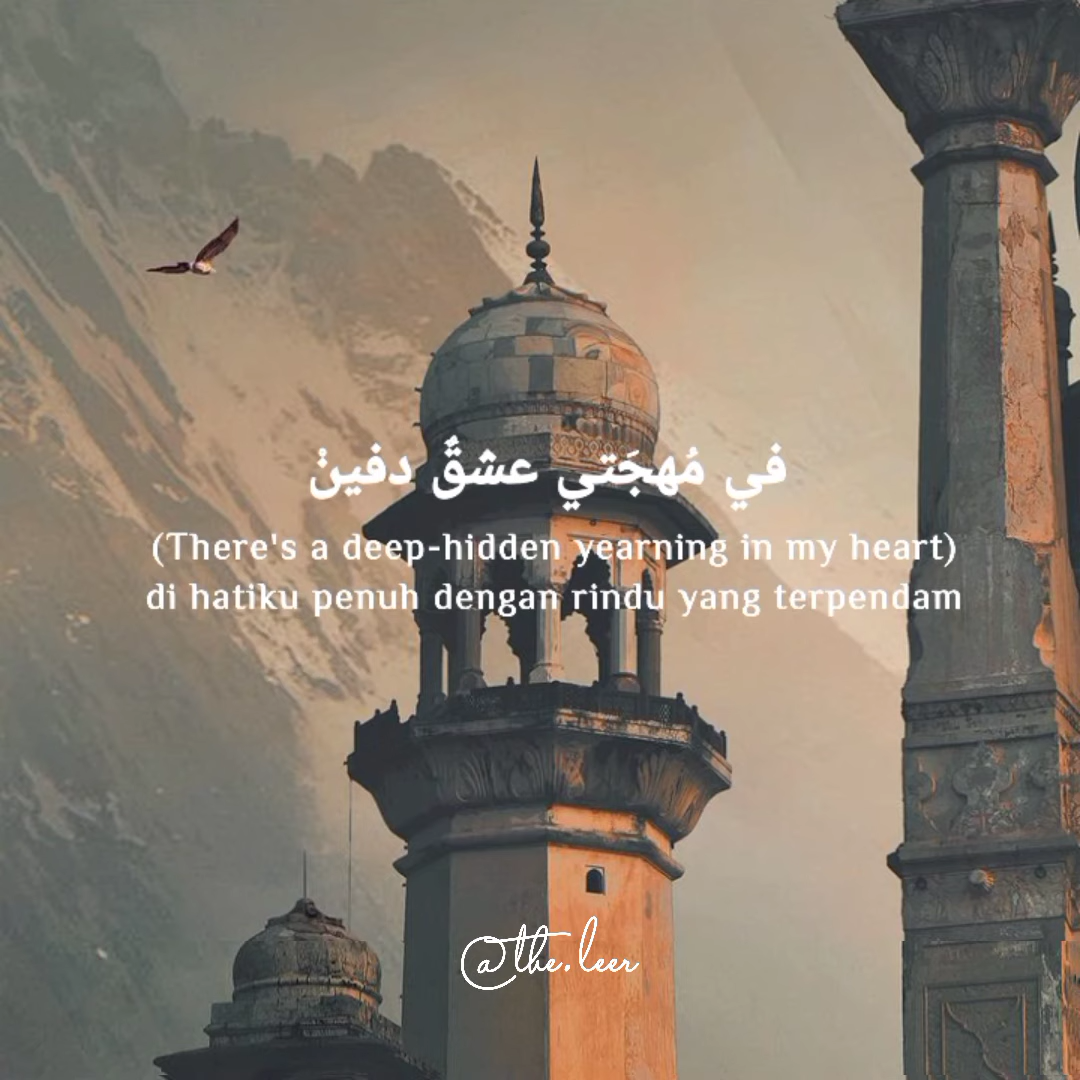 في مُهجَتي عشقٌ دفينْ
(There's a deep-hidden yearning in my heart)
di hatiku penuh dengan rindu yang terpendam
@the.leer